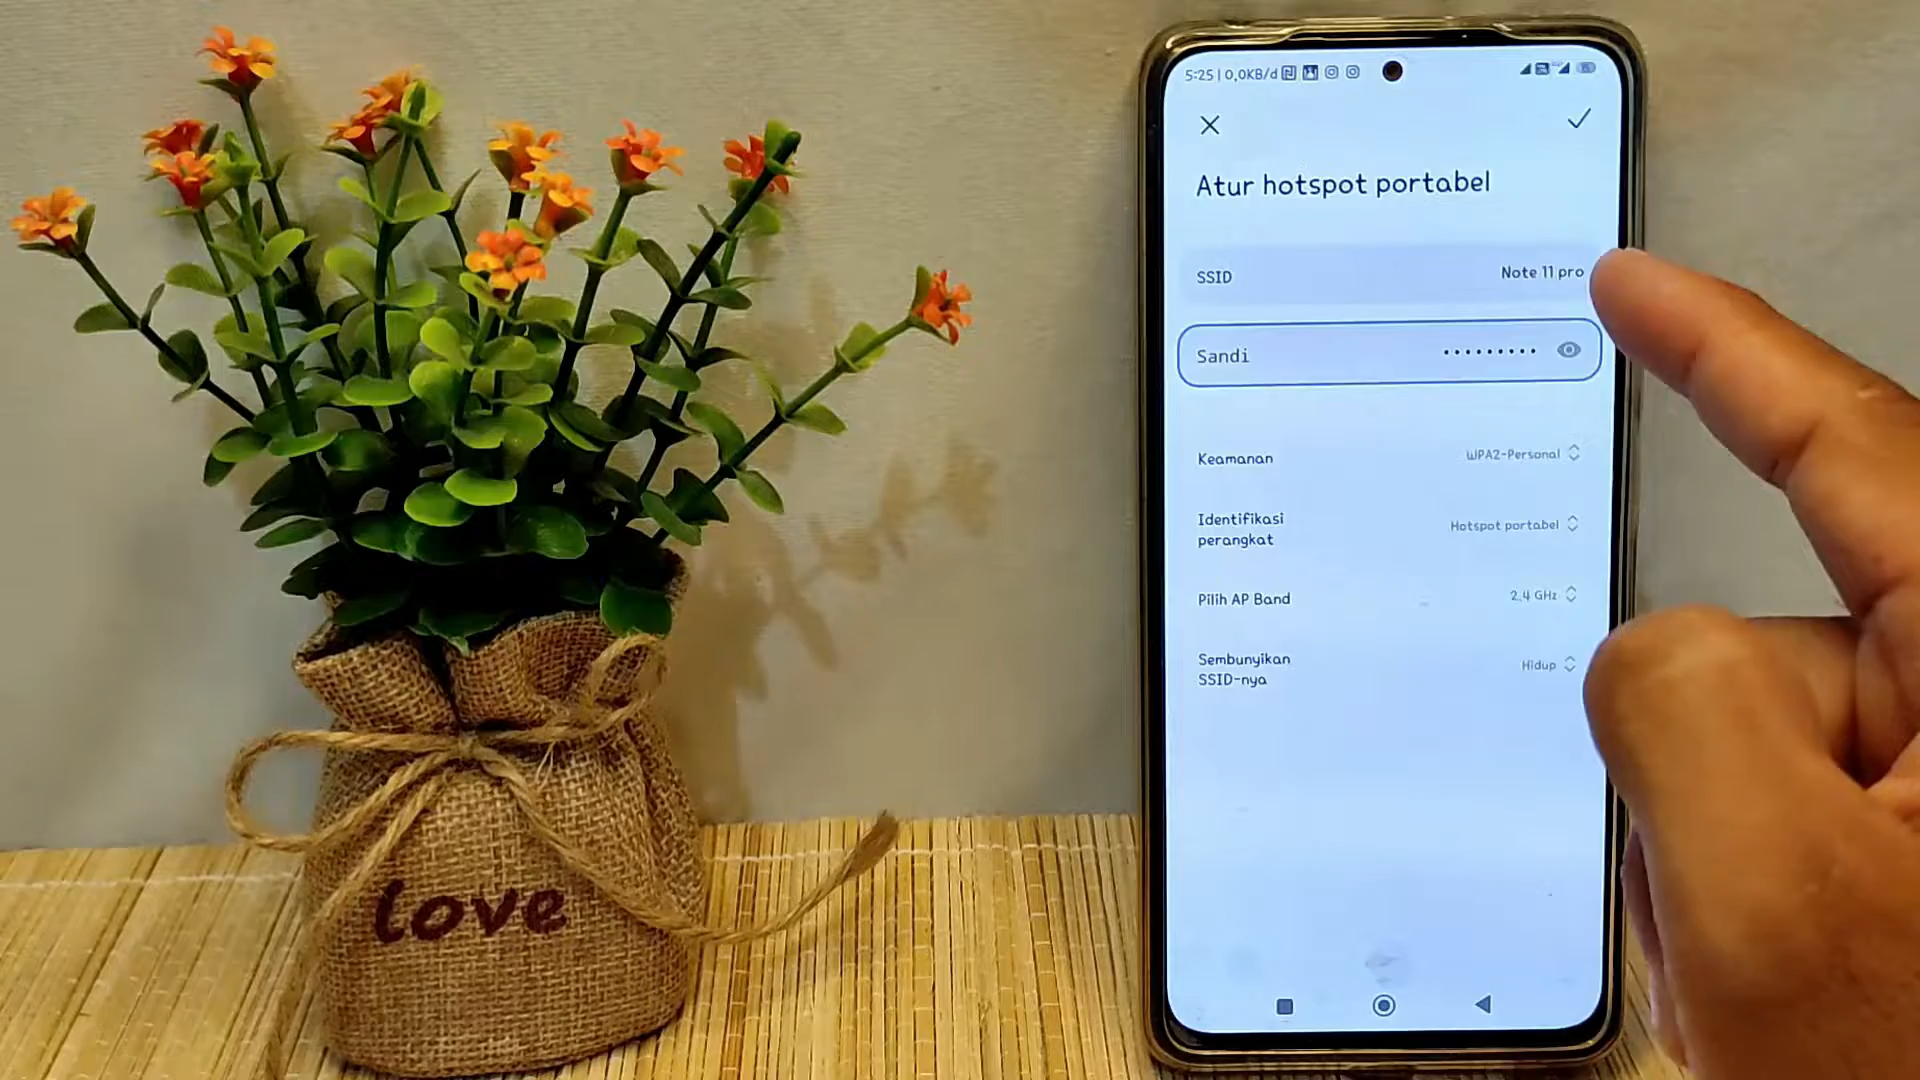 5:25 | 0,0KB/d
Atur hotspot portabel
SSID
Note 11 pro
Sandi
•••••••••
Keamanan
WPA2-Personal
Identifikasi
perangkat
Hotspot portabel
Pilih AP Band
2,4 GHz
Sembunyikan
SSID-nya
Hidup
love